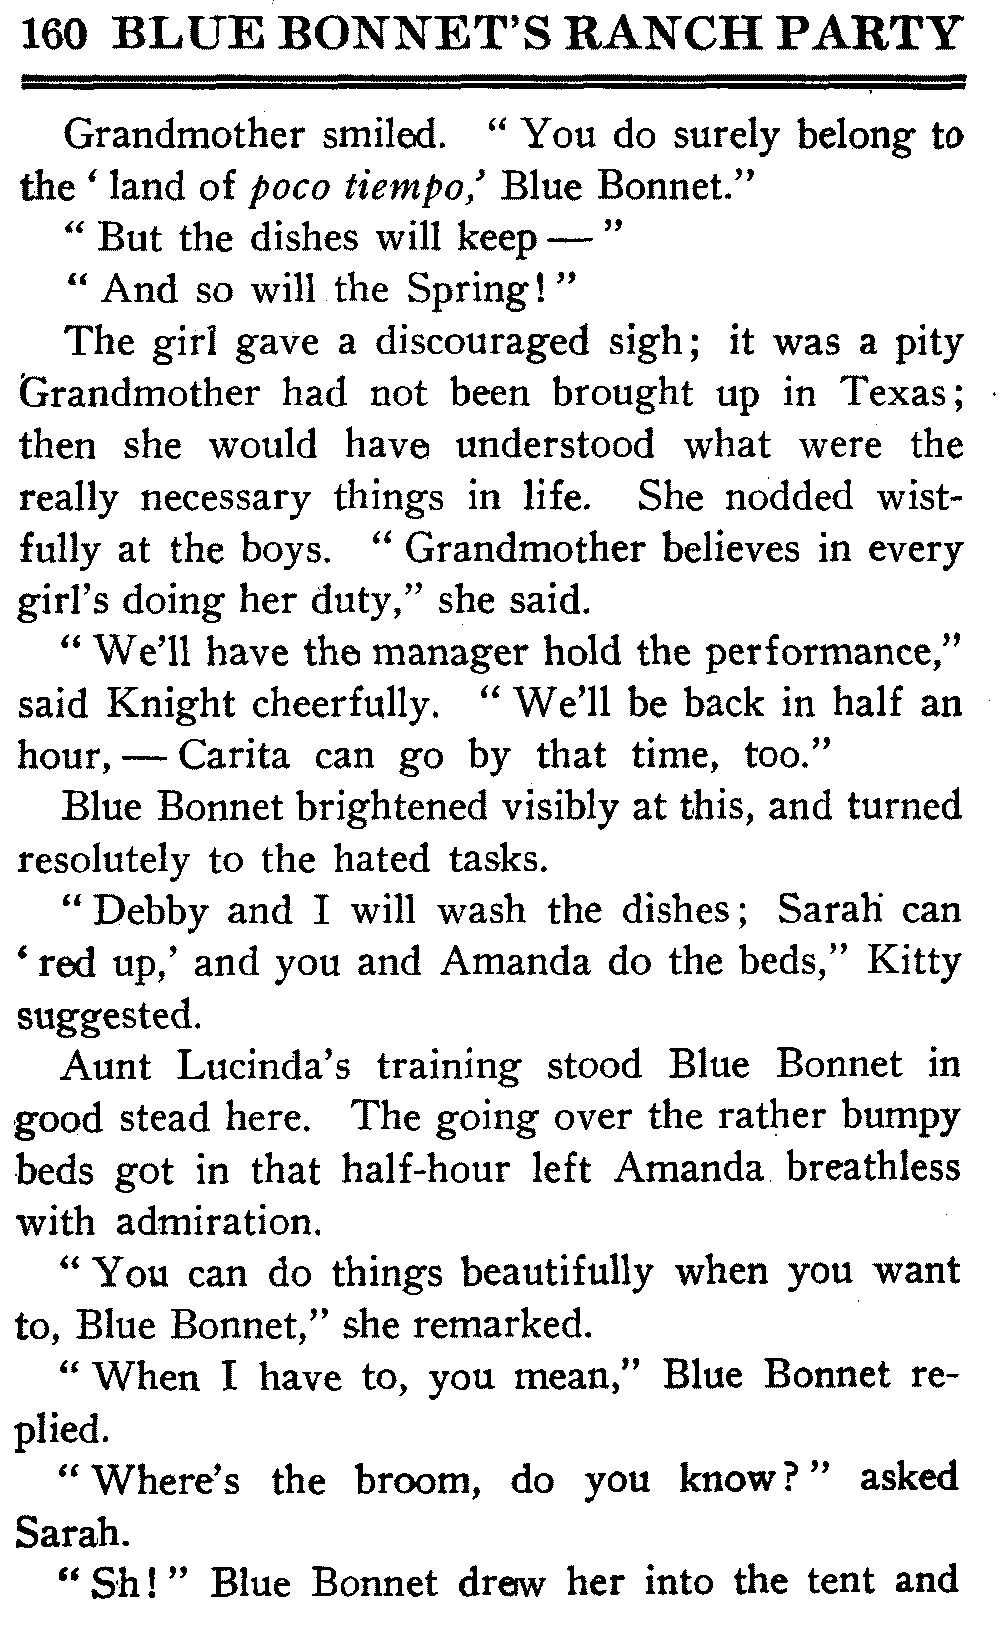 160 BLUE BONNET'S RANCH PARTY
Grandmother smiled. " You do surely belong to
the ' land of poco tiempo,' Blue Bonnet."
" But the dishes will keep — "
" And so will the Spring! "
The girl gave a discouraged sigh; it was a pity
Grandmother had not been brought up in Texas;
then she would have understood what were the
really necessary things in life. She nodded wist-
fully at the boys. " Grandmother believes in every
girl's doing her duty," she said.
" We'll have the manager hold the performance,"
said Knight cheerfully. " We'll be back in half an
hour, — Carita can go by that time, too."
Blue Bonnet brightened visibly at this, and turned
resolutely to the hated tasks.
" Debby and I will wash the dishes; Sarah can
' red up,' and you and Amanda do the beds," Kitty
suggested.
Aunt Lucinda's training stood Blue Bonnet in
good stead here. The going over the rather bumpy
beds got in that half-hour left Amanda breathless
with admiration.
" You can do things beautifully when you want
to, Blue Bonnet," she remarked.
" When I have to, you mean," Blue Bonnet re-
plied.
" Where's the broom, do you know? " asked
Sarah.
" Sh! " Blue Bonnet drew her into the tent and